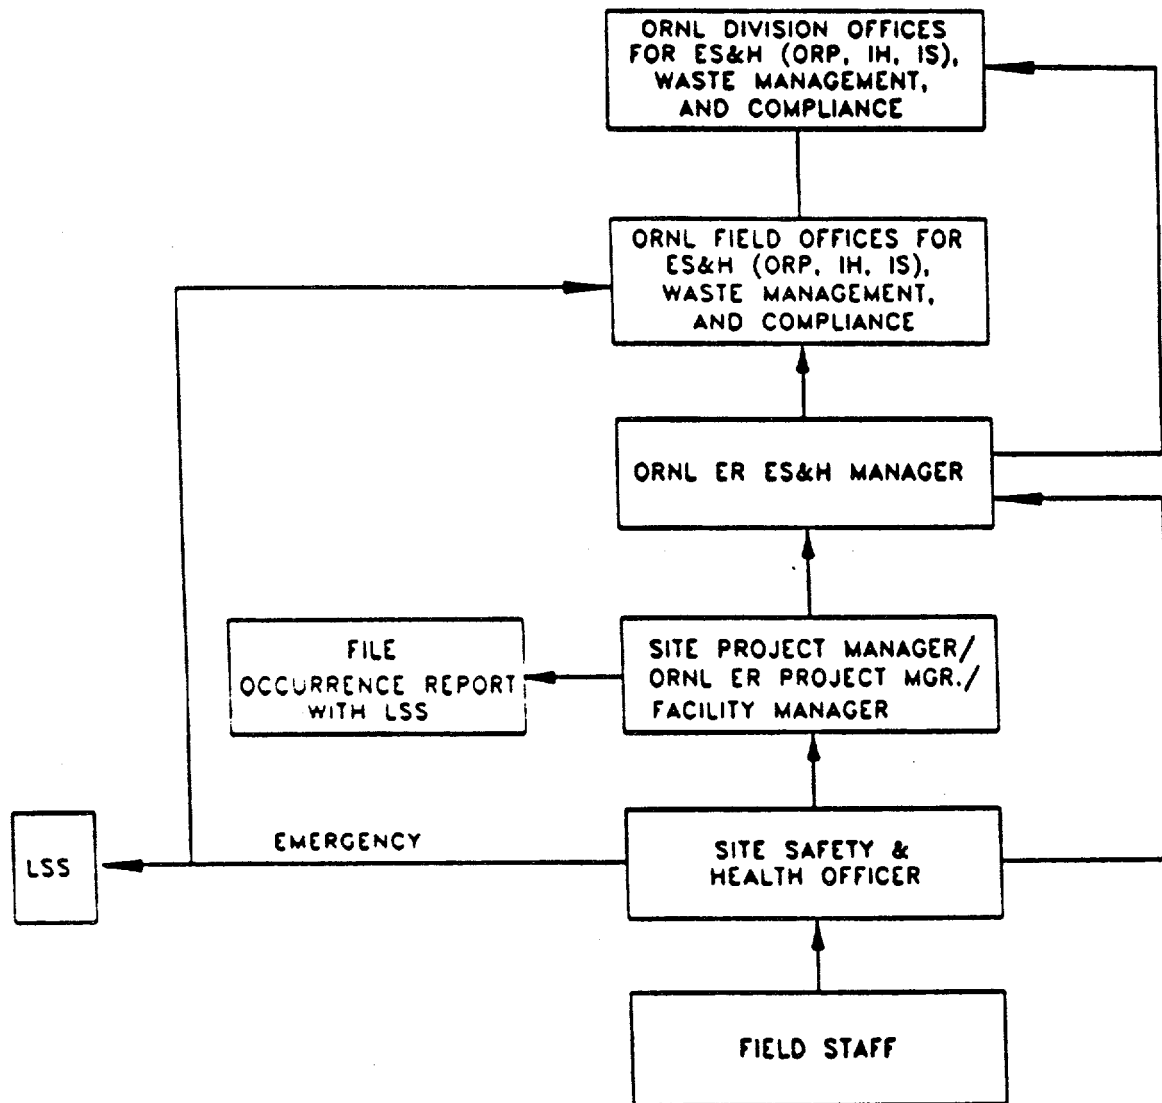 ORNL DIVISION OFFICES
FOR ES&H (ORP, IH, IS),
WASTE MANAGEMENT,
AND COMPLIANCE
ORNL FIELD OFFICES FOR
ES&H (ORP, IH, IS),
WASTE MANAGEMENT,
AND COMPLIANCE
ORNL ER ES&H MANAGER
FILE
OCCURRENCE REPORT
WITH LSS
SITE PROJECT MANAGER/
ORNL ER PROJECT MGR./
FACILITY MANAGER
LSS
EMERGENCY
SITE SAFETY &
HEALTH OFFICER
FIELD STAFF